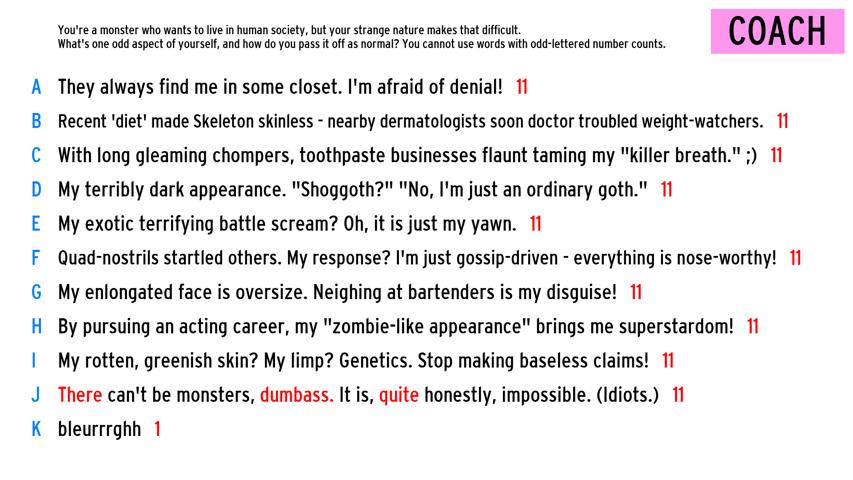 You're a monster who wants to live in human society, but your strange nature makes that difficult.
What's one odd aspect of yourself, and how do you pass it off as normal? You cannot use words with odd-lettered number counts.
COACH
A They always find me in some closet. I'm afraid of denial! 11
B Recent 'diet' made Skeleton skinless - nearby dermatologists soon doctor troubled weight-watchers. 11
C With long gleaming chompers, toothpaste businesses flaunt taming my "killer breath." ;) 11
D My terribly dark appearance. "Shoggoth?" "No, I'm just an ordinary goth." 11
E My exotic terrifying battle scream? Oh, it is just my yawn. 11
F Quad-nostrils startled others. My response? I'm just gossip-driven - everything is nose-worthy! 11
G My enlongated face is oversize. Neighing at bartenders is my disguise! 11
H By pursuing an acting career, my "zombie-like appearance" brings me superstardom! 11
I My rotten, greenish skin? My limp? Genetics. Stop making baseless claims! 11
J There can't be monsters, dumbass. It is, quite honestly, impossible. (Idiots.) 11
K bleurrrghh 1